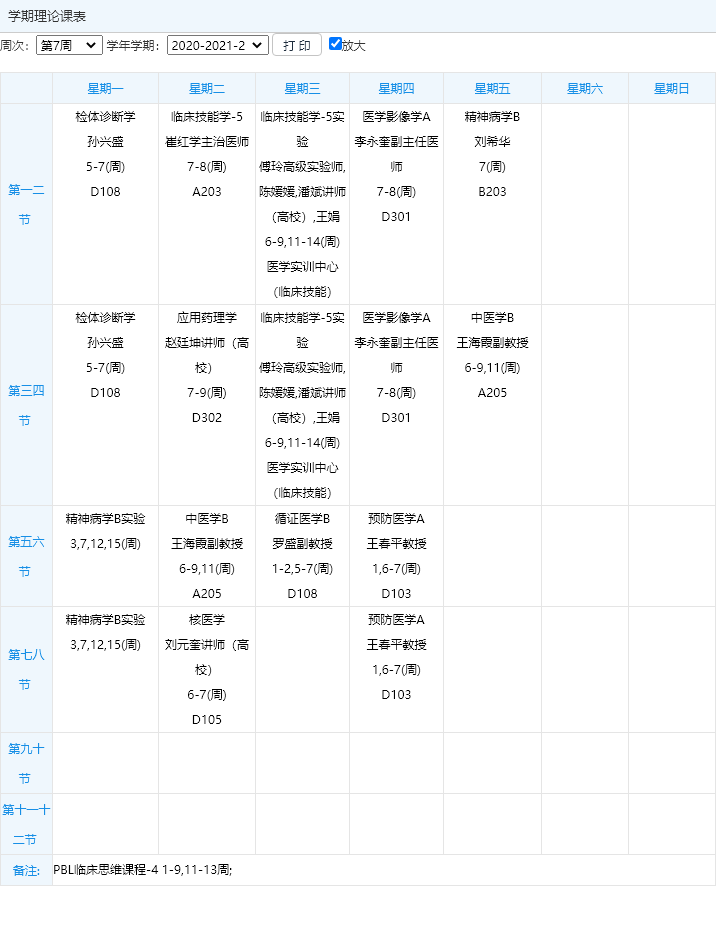 学期理论课表
周次： 第7周 学年学期： 2020-2021-2 打 印 放大
星期一 星期二 星期三 星期四 星期五 星期六 星期日
第一二
节
检体诊断学
孙兴盛
5-7(周)
D108
临床技能学-5
崔红学主治医师
7-8(周)
A203
临床技能学-5实
验
傅玲高级实验师,
陈媛媛,潘斌讲师
（高校）,王娟
6-9,11-14(周)
医学实训中心
（临床技能）
医学影像学A
李永奎副主任医
师
7-8(周)
D301
精神病学B
刘希华
7(周)
B203
第三四
节
检体诊断学
孙兴盛
5-7(周)
D108
应用药理学
赵廷坤讲师（高
校）
7-9(周)
D302
临床技能学-5实
验
傅玲高级实验师,
陈媛媛,潘斌讲师
（高校）,王娟
6-9,11-14(周)
医学实训中心
（临床技能）
医学影像学A
李永奎副主任医
师
7-8(周)
D301
中医学B
王海霞副教授
6-9,11(周)
A205
第五六
节
精神病学B实验
3,7,12,15(周)
中医学B
王海霞副教授
6-9,11(周)
A205
循证医学B
罗盛副教授
1-2,5-7(周)
D108
预防医学A
王春平教授
1,6-7(周)
D103
第七八
节
精神病学B实验
3,7,12,15(周)
核医学
刘元奎讲师（高
校）
6-7(周)
D105
预防医学A
王春平教授
1,6-7(周)
D103
第九十
节
第十一十
二节
备注: PBL临床思维课程-4 1-9,11-13周;